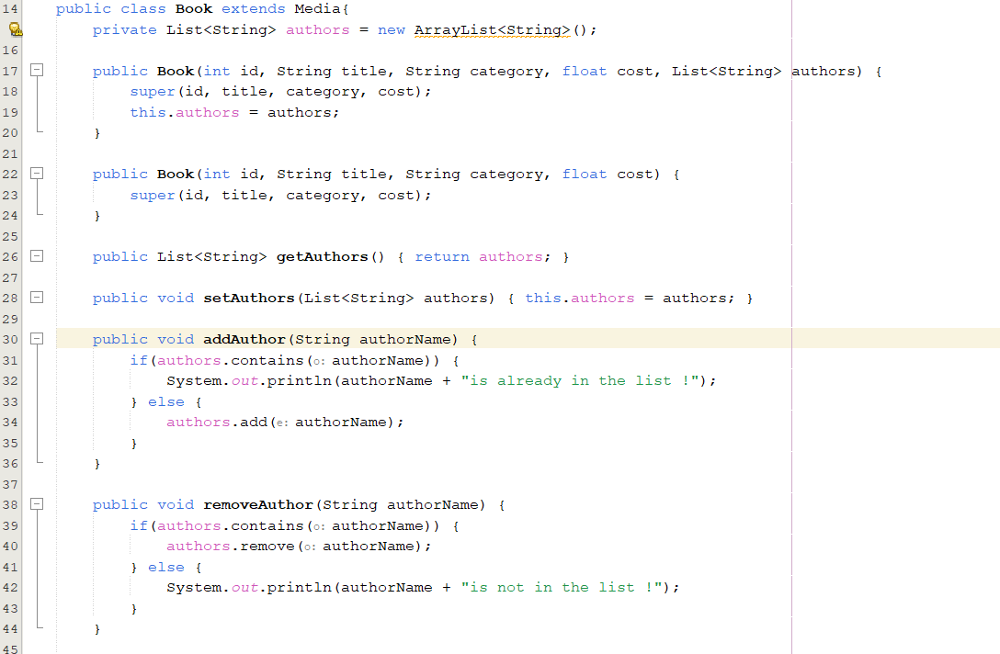 14 public class Book extends Media{
private List<String> authors = new ArrayList<String>();
16
17 public Book(int id, String title, String category, float cost, List<String> authors) {
18 super(id, title, category, cost);
19 this.authors = authors;
20 }
21
22 public Book(int id, String title, String category, float cost) {
23 super(id, title, category, cost);
24 }
25
26 public List<String> getAuthors() { return authors; }
27
28 public void setAuthors(List<String> authors) { this.authors = authors; }
29
30 public void addAuthor(String authorName) {
31 if(authors.contains(o: authorName)) {
32 System.out.println(authorName + "is already in the list !");
33 } else {
34 authors.add(e: authorName);
35 }
36 }
37
38 public void removeAuthor(String authorName) {
39 if(authors.contains(o: authorName)) {
40 authors.remove(o: authorName);
41 } else {
42 System.out.println(authorName + "is not in the list !");
43 }
44 }
45